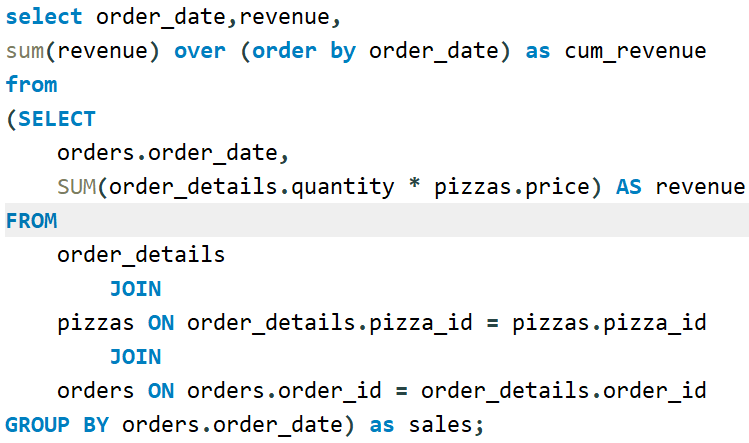 select order_date,revenue,
sum(revenue) over (order by order_date) as cum_revenue
from
(SELECT
    orders.order_date,
    SUM(order_details.quantity * pizzas.price) AS revenue
FROM
    order_details
        JOIN
    pizzas ON order_details.pizza_id = pizzas.pizza_id
        JOIN
    orders ON orders.order_id = order_details.order_id
GROUP BY orders.order_date) as sales;